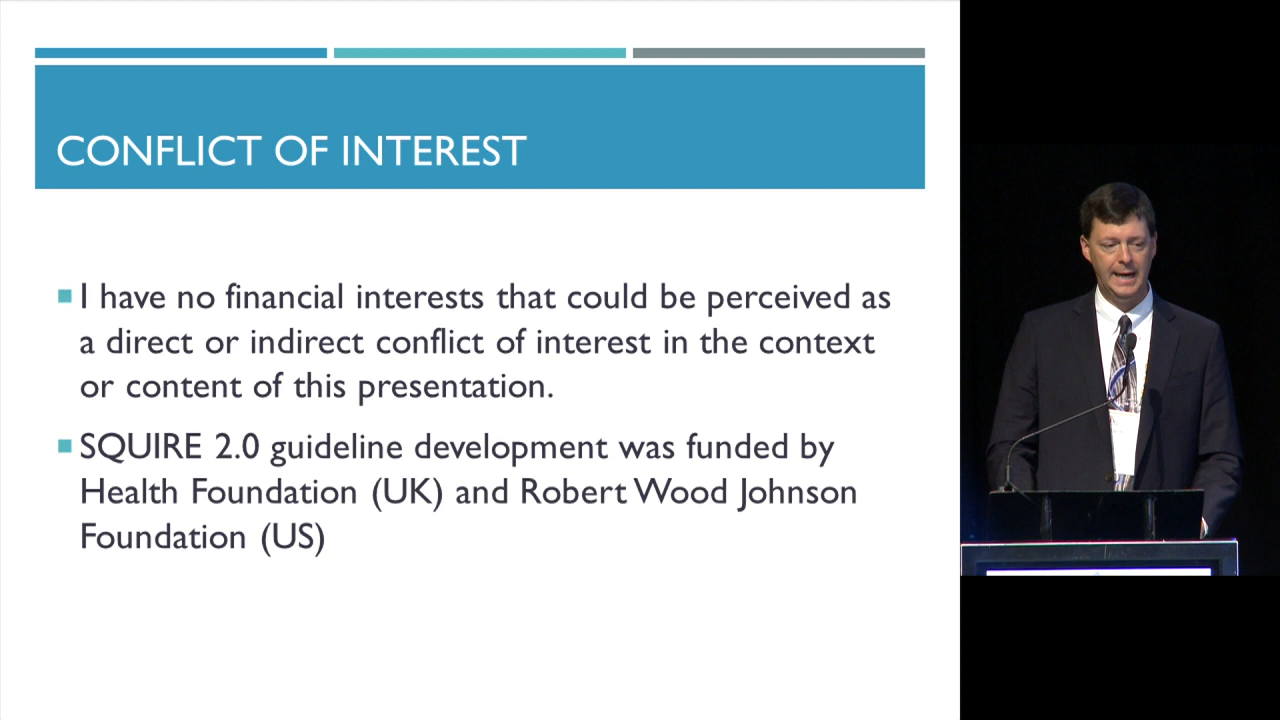 CONFLICT OF INTEREST
I have no financial interests that could be perceived as
a direct or indirect conflict of interest in the context
or content of this presentation.
SQUIRE 2.0 guideline development was funded by
Health Foundation (UK) and Robert Wood Johnson
Foundation (US)